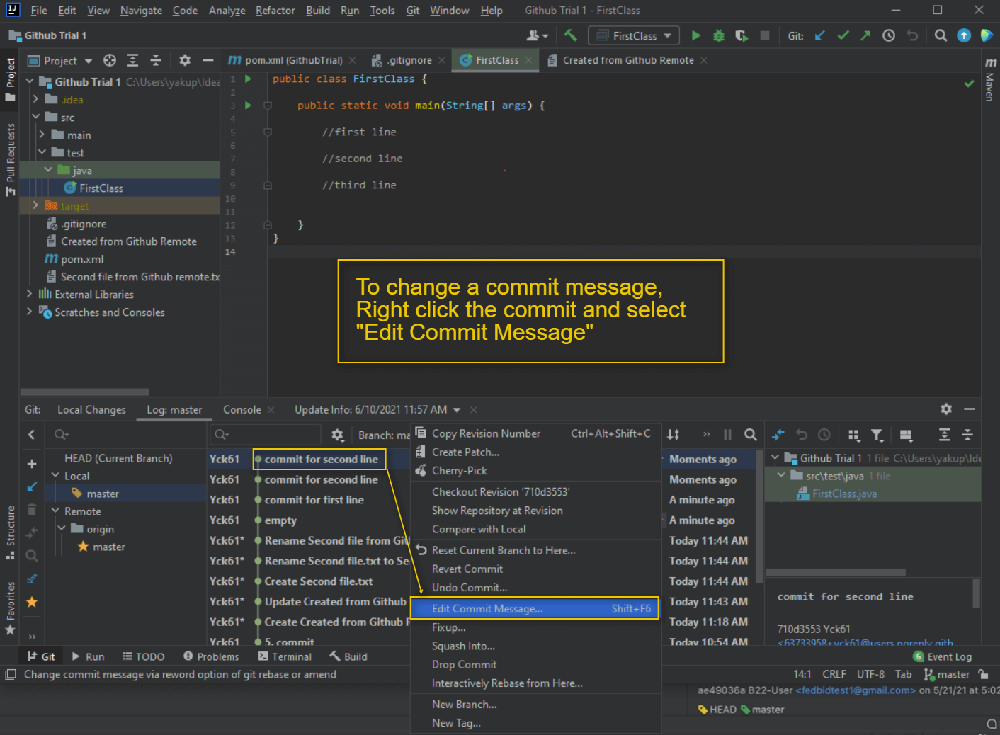 File Edit View Navigate Code Analyze Refactor Build Run Tools Git Window Help Github Trial 1 - FirstClass
Github Trial 1
FirstClass
Git:
Project
pom.xml (GithubTrial)
.gitignore
FirstClass
Created from Github Remote
Project
Pull Requests
Structure
Favorites
Maven
Github Trial 1 C:\Users\yakup\Idea
.idea
src
main
test
java
FirstClass
target
.gitignore
Created from Github Remote
pom.xml
Second file from Github remote.tx
External Libraries
Scratches and Consoles
1 public class FirstClass {
2
3 public static void main(String[] args) {
4
5 //first line
6
7 //second line
8
9 //third line
10
11
12 }
13 }
14
To change a commit message,
Right click the commit and select
"Edit Commit Message"
Git: Local Changes Log: master Console Update Info: 6/10/2021 11:57 AM
Branch: ma
HEAD (Current Branch)
Local
master
Remote
origin
master
Yck61 commit for second line Moments ago
Yck61 commit for second line Moments ago
Yck61 commit for first line A minute ago
Yck61 empty A minute ago
Yck61* Rename Second file from Git Today 11:44 AM
Yck61* Rename Second file.txt to Se Today 11:44 AM
Yck61* Create Second file.txt Today 11:44 AM
Yck61* Update Created from Github Today 11:43 AM
Yck61* Create Created from Github R Today 11:18 AM
Yck61 5. commit Today 10:54 AM
Copy Revision Number Ctrl+Alt+Shift+C
Create Patch...
Cherry-Pick
Checkout Revision '710d3553'
Show Repository at Revision
Compare with Local
Reset Current Branch to Here...
Revert Commit
Undo Commit...
Edit Commit Message... Shift+F6
Fixup...
Squash Into...
Drop Commit
Interactively Rebase from Here...
New Branch...
New Tag...
Github Trial 1 1 file C:\Users\yakup\Ide
src\test\java 1 file
FirstClass.java
commit for second line
710d3553 Yck61
<63733958+yck61@users.noreply.gith
Git Run TODO Problems Terminal Build
6 Event Log
Change commit message via reword option of git rebase or amend
14:1 CRLF UTF-8 Tab master
ae49036a B22-User <fedbidtest1@gmail.com> on 5/21/21 at 5:02
HEAD master